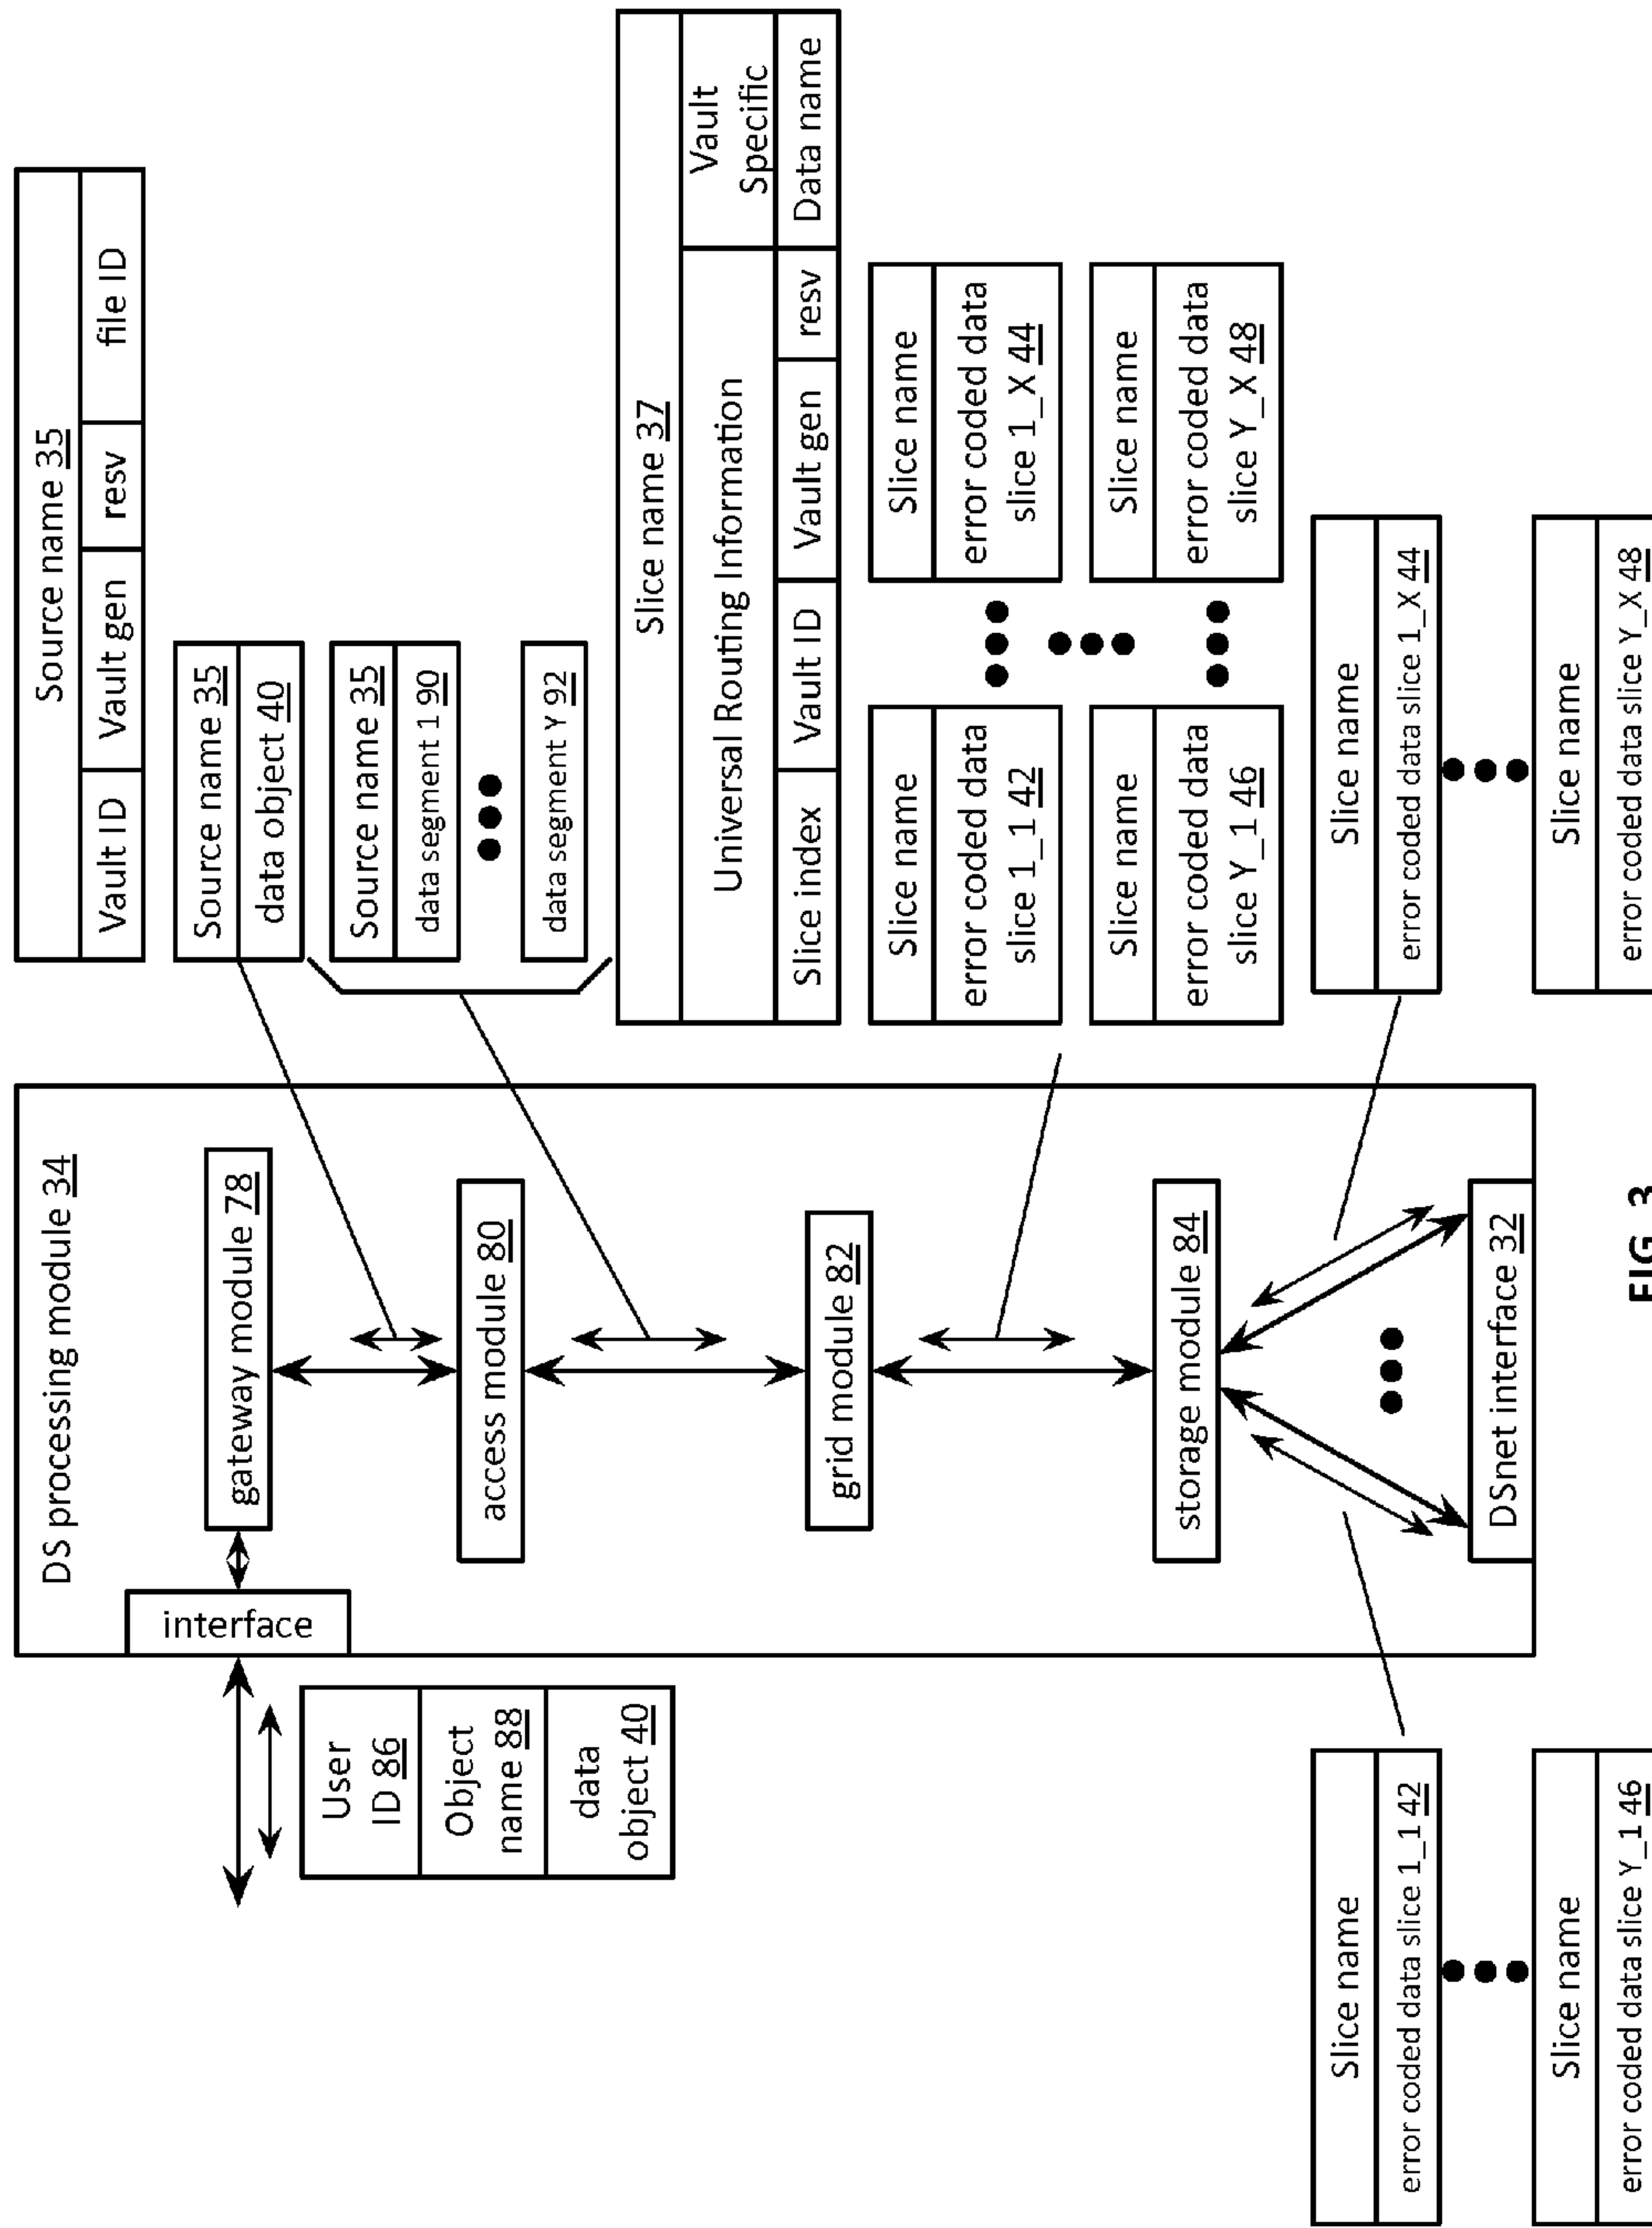 DS processing module 34
interface
gateway module 78
access module 80
grid module 82
storage module 84
DSnet interface 32
User
ID 86
Object
name 88
data
object 40
Source name 35
Vault ID
Vault gen
resv
file ID
Source name 35
data object 40
Source name 35
data segment 1 90
data segment Y 92
Slice name 37
Universal Routing Information
Vault
Specific
Slice index
Vault ID
Vault gen
resv
Data name
Slice name
error coded data
slice 1_1 42
Slice name
error coded data
slice 1_X 44
Slice name
error coded data
slice Y_1 46
Slice name
error coded data
slice Y_X 48
Slice name
error coded data slice 1_1 42
Slice name
error coded data slice Y_1 46
Slice name
error coded data slice 1_X 44
Slice name
error coded data slice Y_X 48
FIG. 3